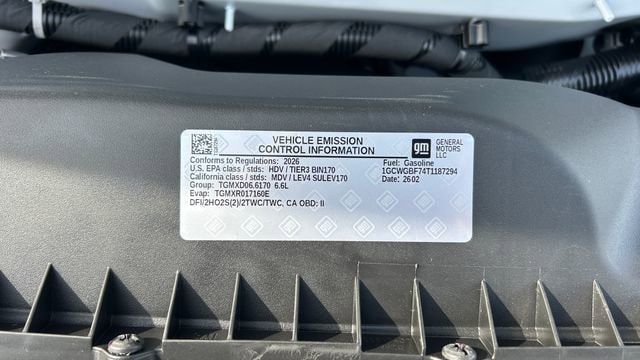 VEHICLE EMISSION
CONTROL INFORMATION
gm
GENERAL
MOTORS
LLC
Conforms to Regulations: 2026
U.S. EPA class / stds: HDV / TIER3 BIN170
California class / stds: MDV / LEV4 SULEV170
Group: TGMXD06.6170 6.6L
Evap: TGMXR017160E
DFI/2HO2S(2)/2TWC/TWC, CA OBD: II
Fuel: Gasoline
1GCWGBF74T1187294
Date: 2602